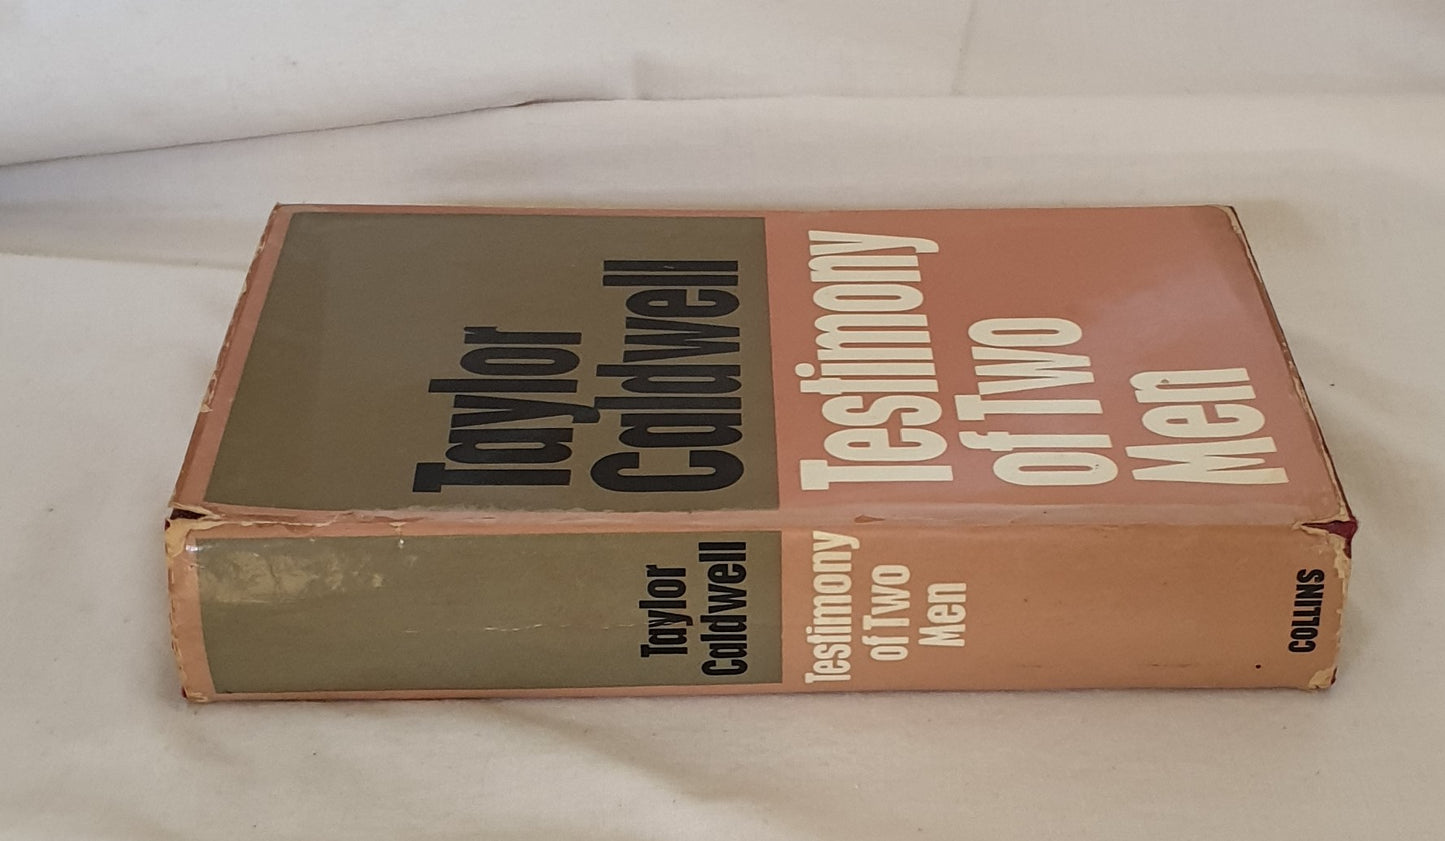 Taylor
Caldwell
Testimony
of Two
Men
Taylor
Caldwell
Testimony
of Two
Men
COLLINS